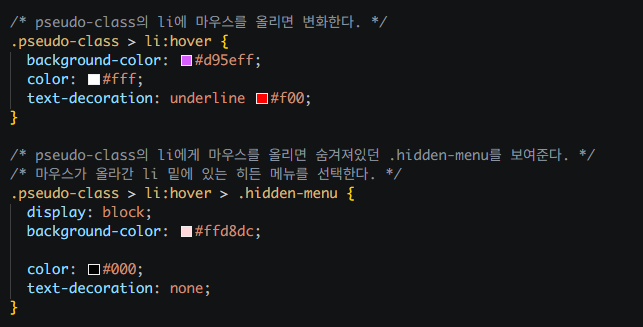 /* pseudo-class의 li에 마우스를 올리면 변화한다. */
.pseudo-class > li:hover {
background-color: #d95eff;
color: #fff;
text-decoration: underline #f00;
}
/* pseudo-class의 li에게 마우스를 올리면 숨겨져있던 .hidden-menu를 보여준다. */
/* 마우스가 올라간 li 밑에 있는 히든 메뉴를 선택한다. */
.pseudo-class > li:hover > .hidden-menu {
display: block;
background-color: #ffd8dc;
color: #000;
text-decoration: none;
}